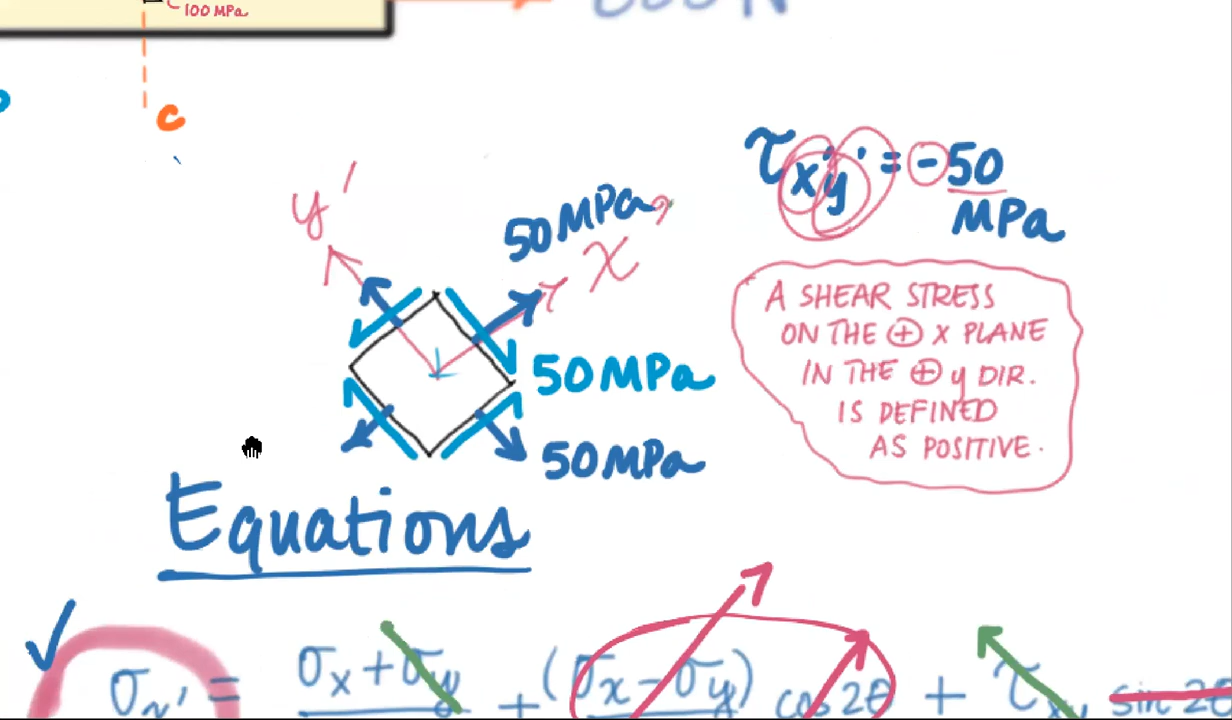 100 MPa
C
y'
50 MPa
x'
50 MPa
50 MPa
τx'y' = -50
MPa
A SHEAR STRESS
ON THE ⊕ X PLANE
IN THE ⊕ y DIR.
IS DEFINED
AS POSITIVE.
Equations
σx' = σx + σy + (σx - σy) cos 2θ + τxy sin 2θ